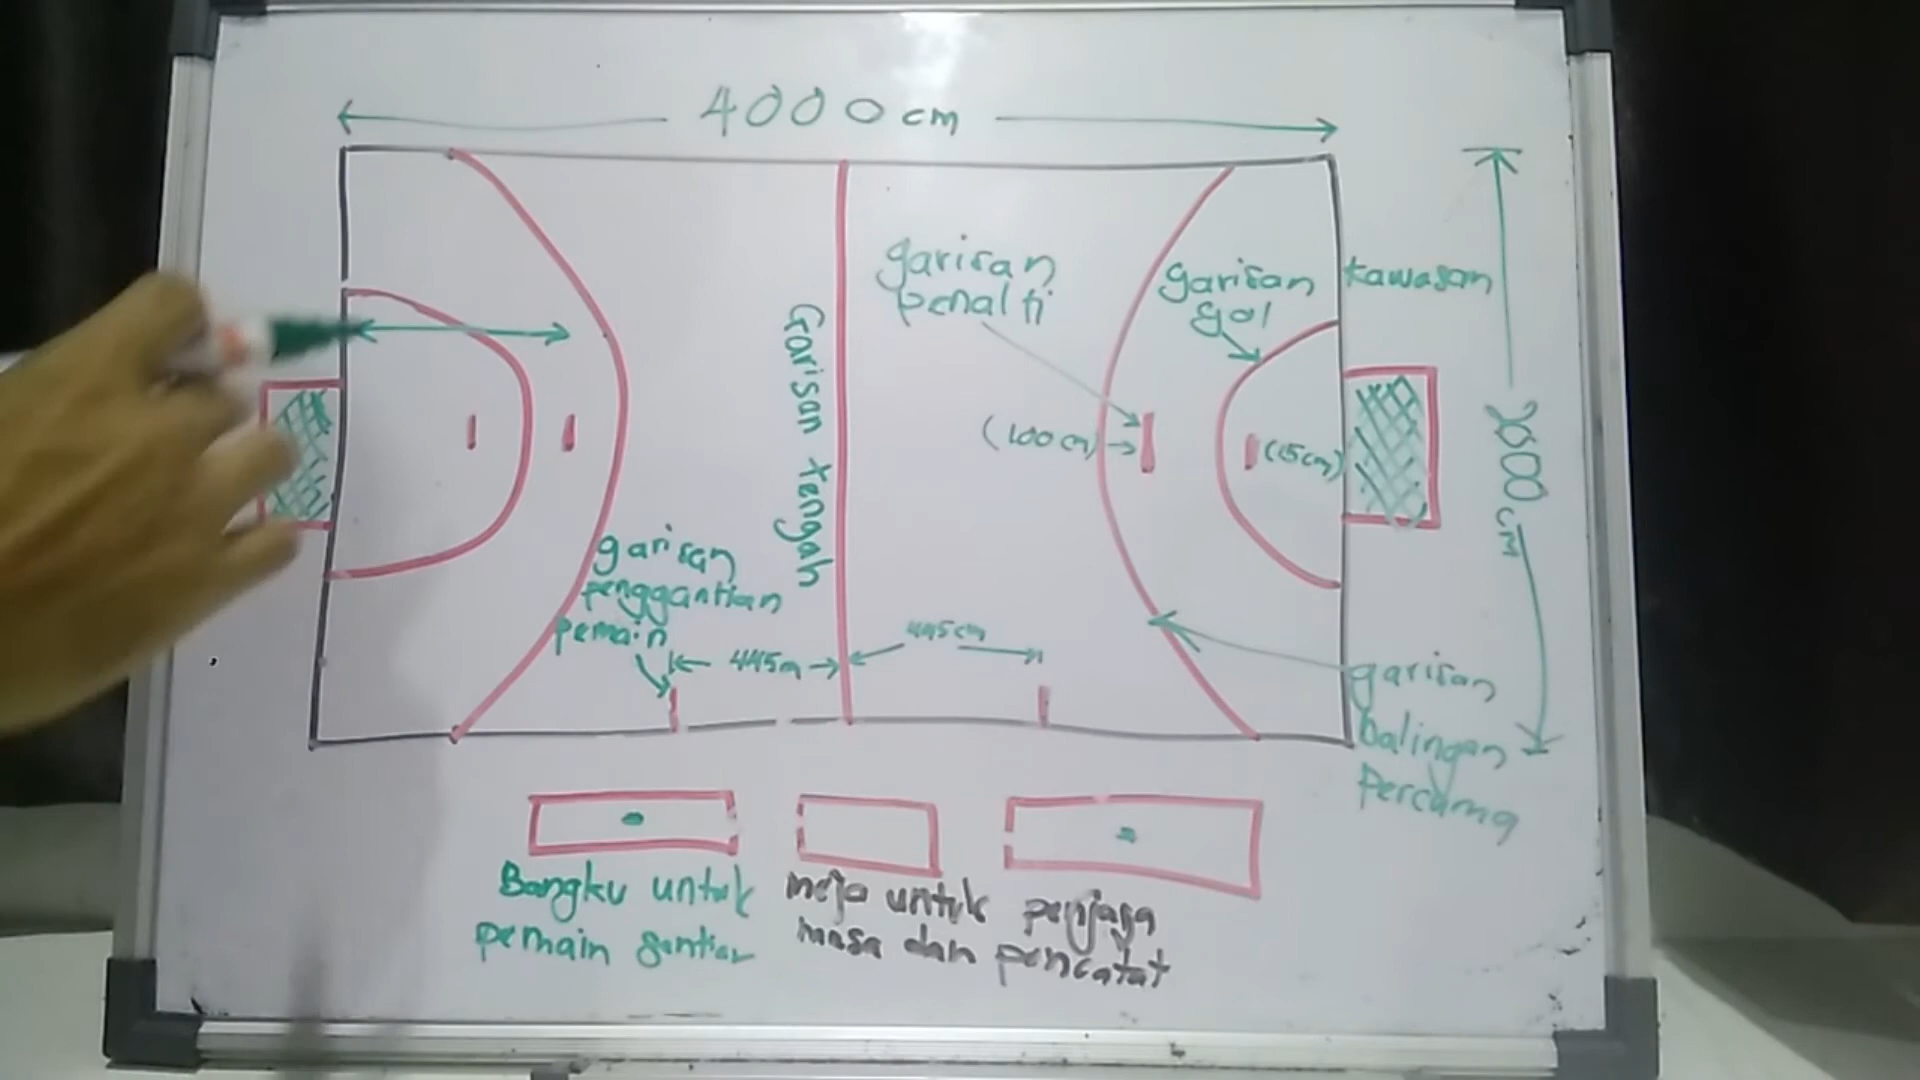 4000 cm
garisan
penalti
garisan
gol
kawasan
Garisan tengah
(100 cm)
(15cm)
2000 cm
garisan
penggantian
pemain
445m
445cm
garisan
balingan
percuma
Bangku untuk
pemain gantian
meja untuk penjaga
masa dan pencatat